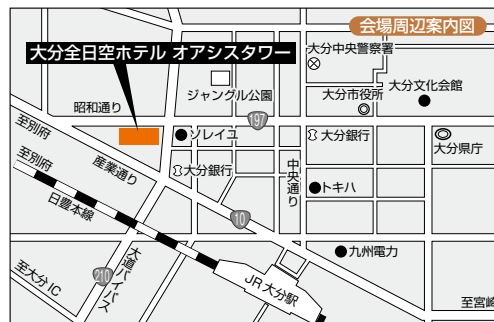 会場周辺案内図
大分全日空ホテル オアシスタワー
大分中央警察署
ジャングル公園
大分市役所
大分文化会館
昭和通り
197
至別府
ソレイユ
大分銀行
大分県庁
至別府
産業通り
大分銀行
中央通り
トキハ
日豊本線
10
九州電力
至大分IC
210
大道バイパス
JR大分駅
至宮崎